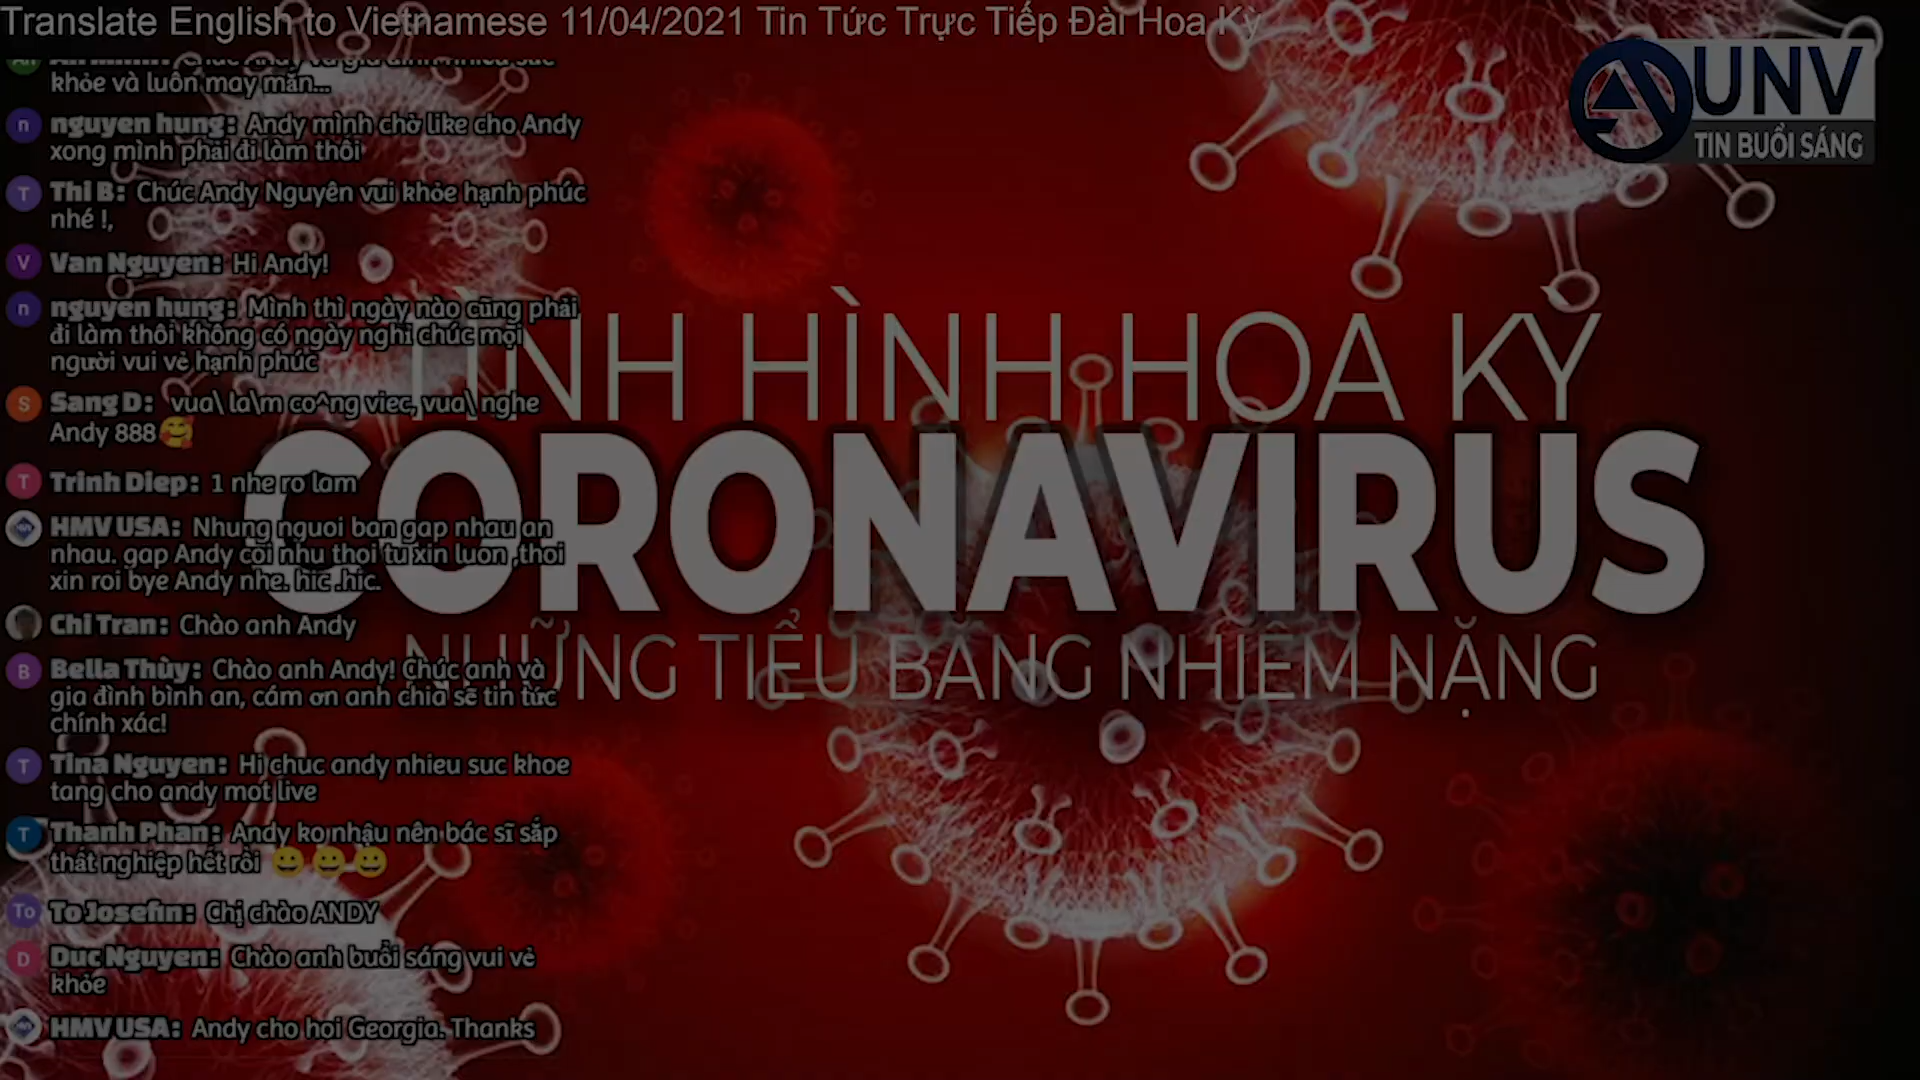 Translate English to Vietnamese 11/04/2021 Tin Tức Trực Tiếp Đài Hoa Kỳ
UNV
TIN BUỔI SÁNG
khỏe và luôn may mắn...
nguyen hung: Andy mình chờ like cho Andy
xong mình phải đi làm thôi
Thi B: Chúc Andy Nguyên vui khỏe hạnh phúc
nhé !,
Van Nguyen: Hi Andy!
nguyen hung: Mình thì ngày nào cũng phải
đi làm thôi không có ngày nghỉ chúc mọi
người vui vẻ hạnh phúc
Sang D: vua\ la\m co^ng viec, vua\ nghe
Andy 888🥰
Trinh Diep: 1 nhe ro lam
HMV USA: Nhung nguoi ban gap nhau an
nhau. gap Andy coi nhu thoi tu xin luon ,thoi
xin roi bye Andy nhe. hic .hic.
Chi Tran: Chào anh Andy
Bella Thùy: Chào anh Andy! Chúc anh và
gia đình bình an, cám ơn anh chia sẽ tin tức
chính xác!
Tina Nguyen: Hi chuc andy nhieu suc khoe
tang cho andy mot live
Thanh Phan: Andy ko nhậu nên bác sĩ sắp
thất nghiệp hết rồi 😀 😀 😀
To Josefin: Chị chào ANDY
Duc Nguyen: Chào anh buổi sáng vui vẻ
khỏe
HMV USA: Andy cho hoi Georgia. Thanks
TÌNH HÌNH HOA KỲ
CORONAVIRUS
NHỮNG TIỂU BANG NHIỄM NẶNG